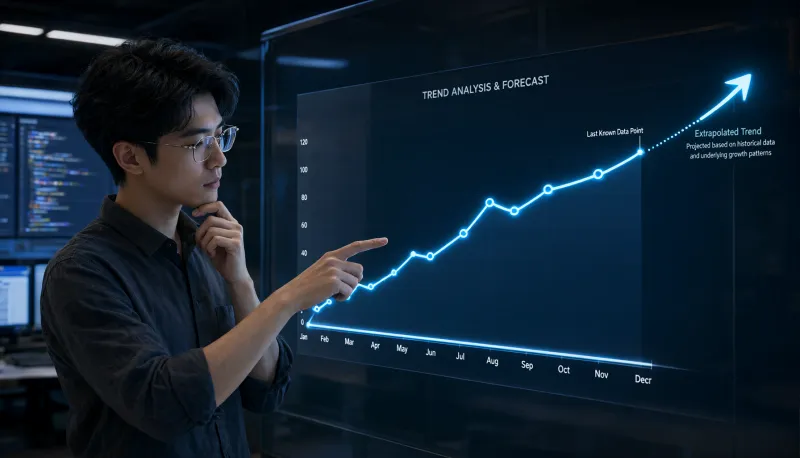 TREND ANALYSIS & FORECAST
Last Known Data Point
Extrapolated Trend
Projected based on historical data
and underlying growth patterns
120
100
80
60
40
0
Jan Feb Mar Apr May Jun Jul Aug Sep Oct Nov Decr